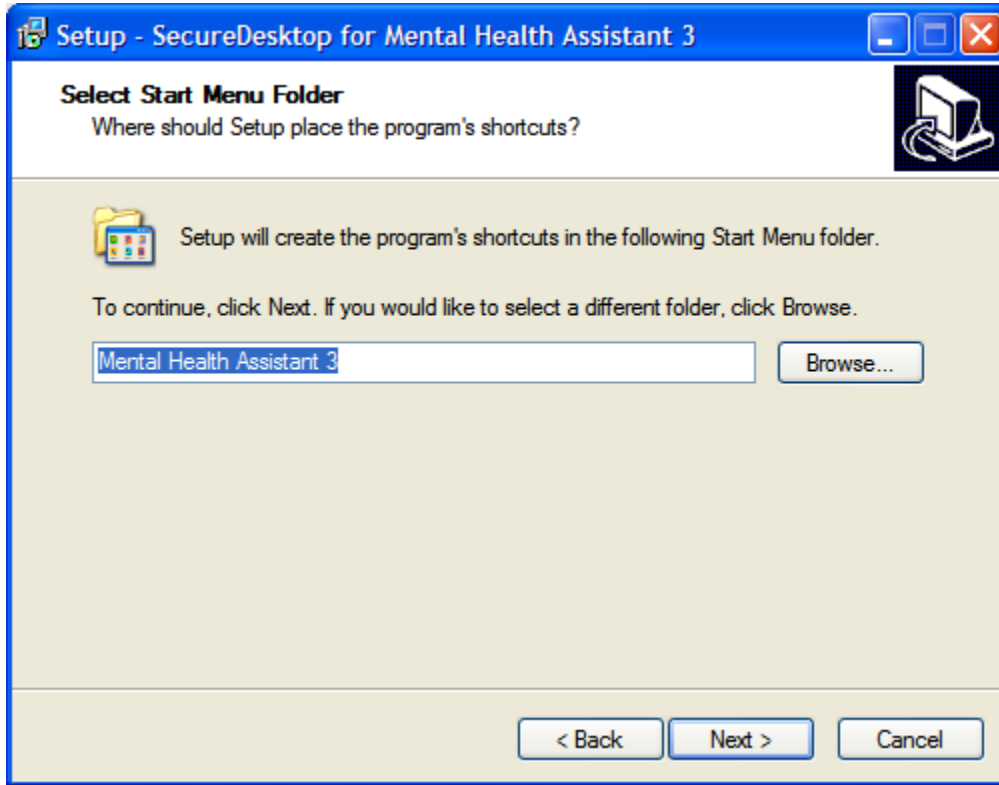 Setup - SecureDesktop for Mental Health Assistant 3
Select Start Menu Folder
Where should Setup place the program's shortcuts?
Setup will create the program's shortcuts in the following Start Menu folder.
To continue, click Next. If you would like to select a different folder, click Browse.
Mental Health Assistant 3
Browse...
< Back
Next >
Cancel